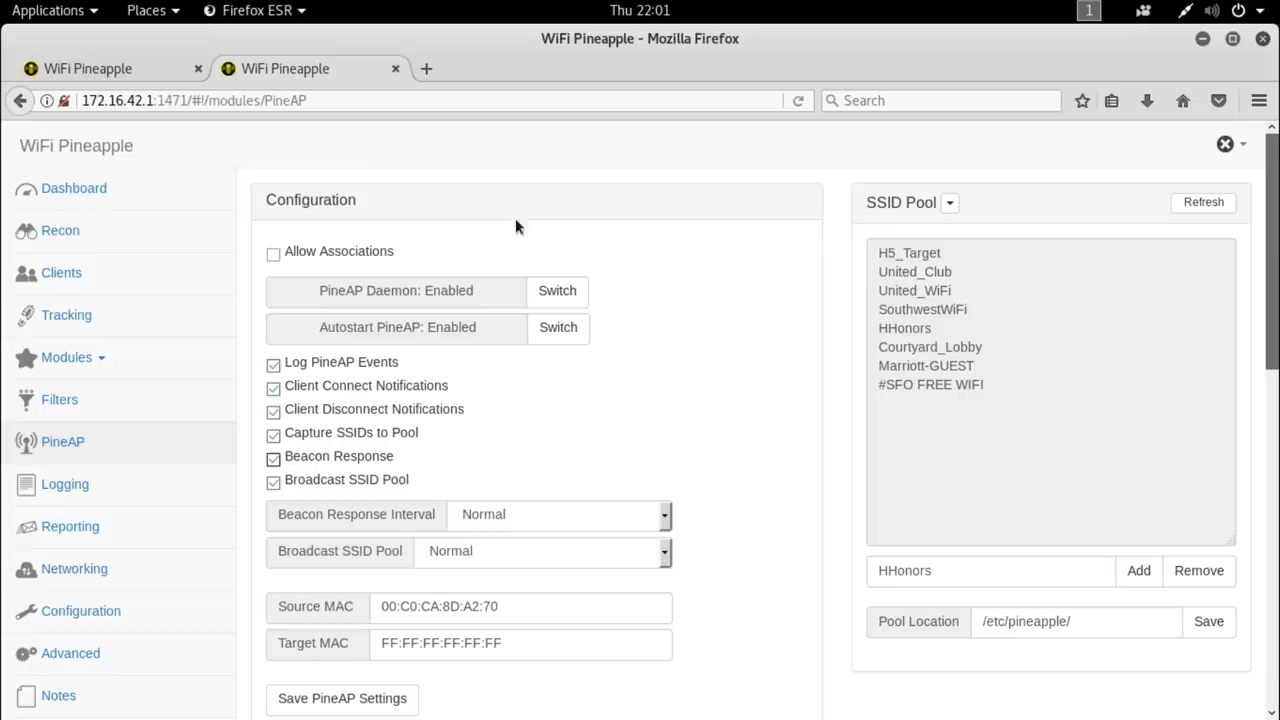 Applications Places Firefox ESR Thu 22:01 1
WiFi Pineapple - Mozilla Firefox
WiFi Pineapple WiFi Pineapple
172.16.42.1:1471/#!/modules/PineAP Search
WiFi Pineapple
Dashboard
Recon
Clients
Tracking
Modules
Filters
PineAP
Logging
Reporting
Networking
Configuration
Advanced
Notes
Configuration
Allow Associations
PineAP Daemon: Enabled Switch
Autostart PineAP: Enabled Switch
Log PineAP Events
Client Connect Notifications
Client Disconnect Notifications
Capture SSIDs to Pool
Beacon Response
Broadcast SSID Pool
Beacon Response Interval Normal
Broadcast SSID Pool Normal
Source MAC 00:C0:CA:8D:A2:70
Target MAC FF:FF:FF:FF:FF:FF
Save PineAP Settings
SSID Pool Refresh
H5_Target
United_Club
United_WiFi
SouthwestWiFi
HHonors
Courtyard_Lobby
Marriott-GUEST
#SFO FREE WIFI
HHonors Add Remove
Pool Location /etc/pineapple/ Save